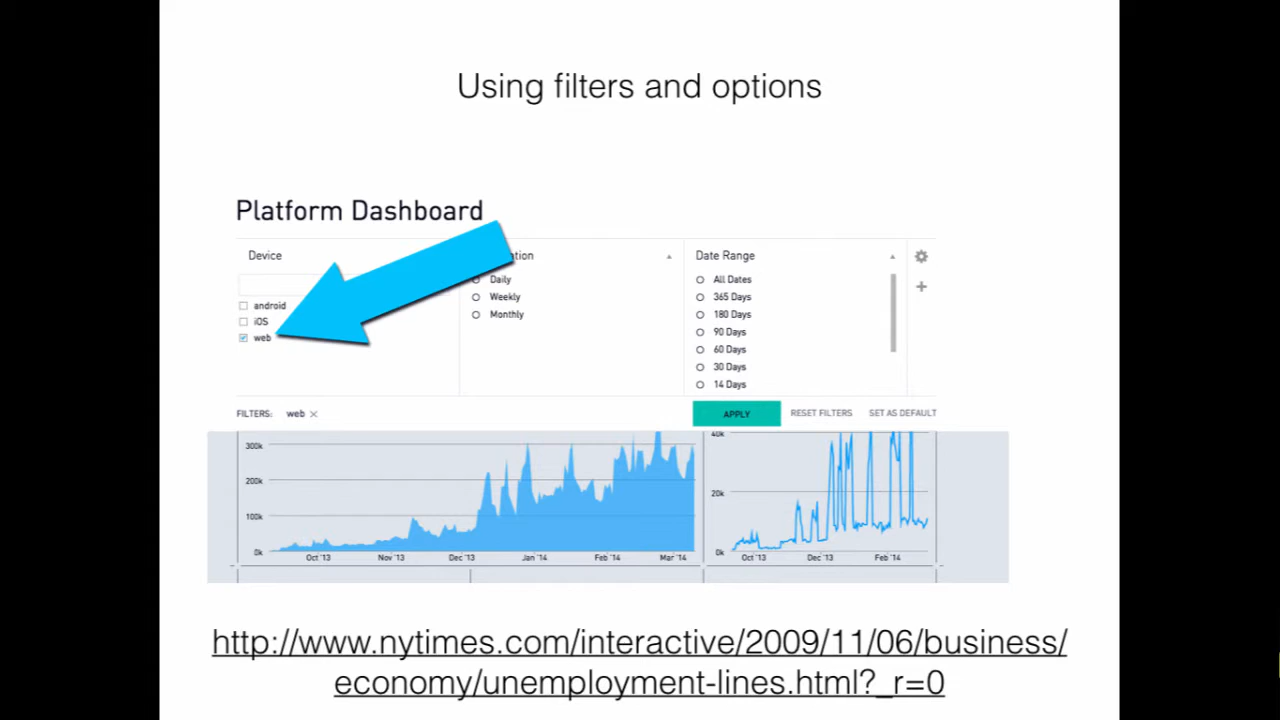 Using filters and options
Platform Dashboard
Device
android
iOS
web
ation
Daily
Weekly
Monthly
Date Range
All Dates
365 Days
180 Days
90 Days
60 Days
30 Days
14 Days
FILTERS: web
APPLY
RESET FILTERS
SET AS DEFAULT
300k
200k
100k
0k
Oct '13 Nov '13 Dec '13 Jan '14 Feb '14 Mar '14
40k
20k
0k
Oct '13 Dec '13 Feb '14
http://www.nytimes.com/interactive/2009/11/06/business/
economy/unemployment-lines.html?_r=0